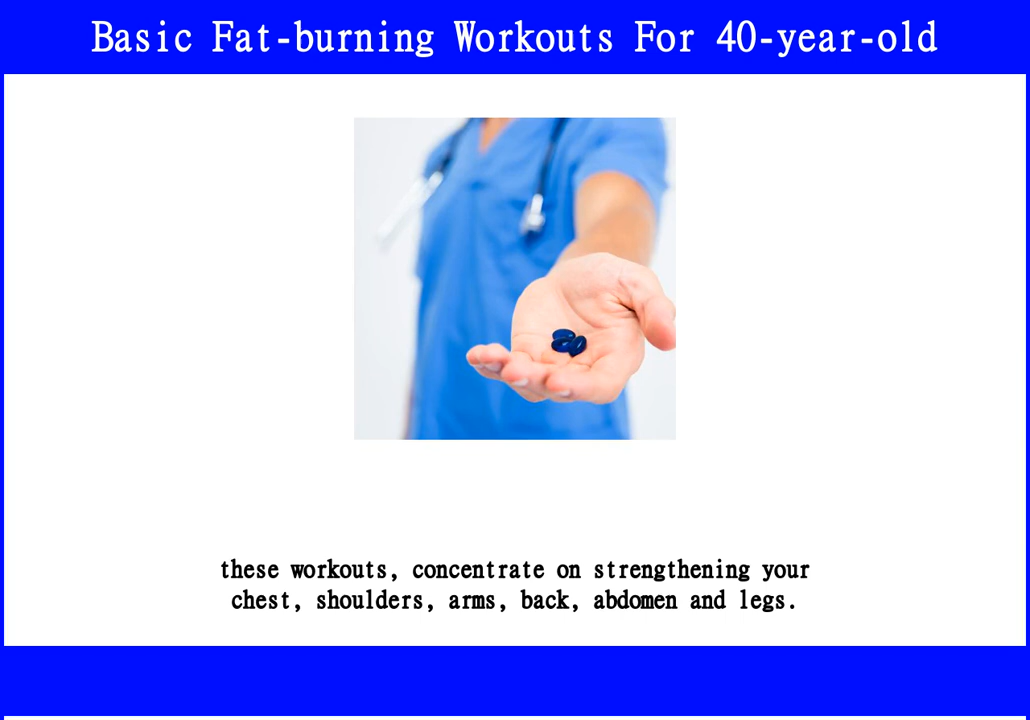 Basic Fat-burning Workouts For 40-year-old
these workouts, concentrate on strengthening your
chest, shoulders, arms, back, abdomen and legs.